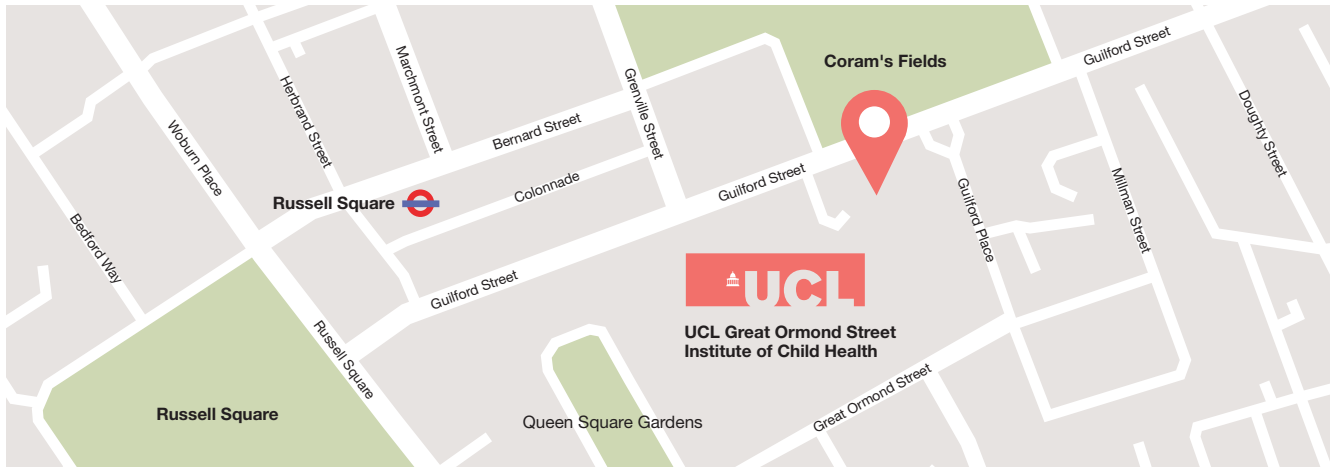 Guilford Street
Coram's Fields
Marchmont Street
Grenville Street
Herbrand Street
Doughty Street
Woburn Place
Bernard Street
Colonnade
Guilford Street
Millman Street
Guilford Place
Russell Square
Bedford Way
Guilford Street
UCL
UCL Great Ormond Street
Institute of Child Health
Russell Square
Great Ormond Street
Russell Square
Queen Square Gardens